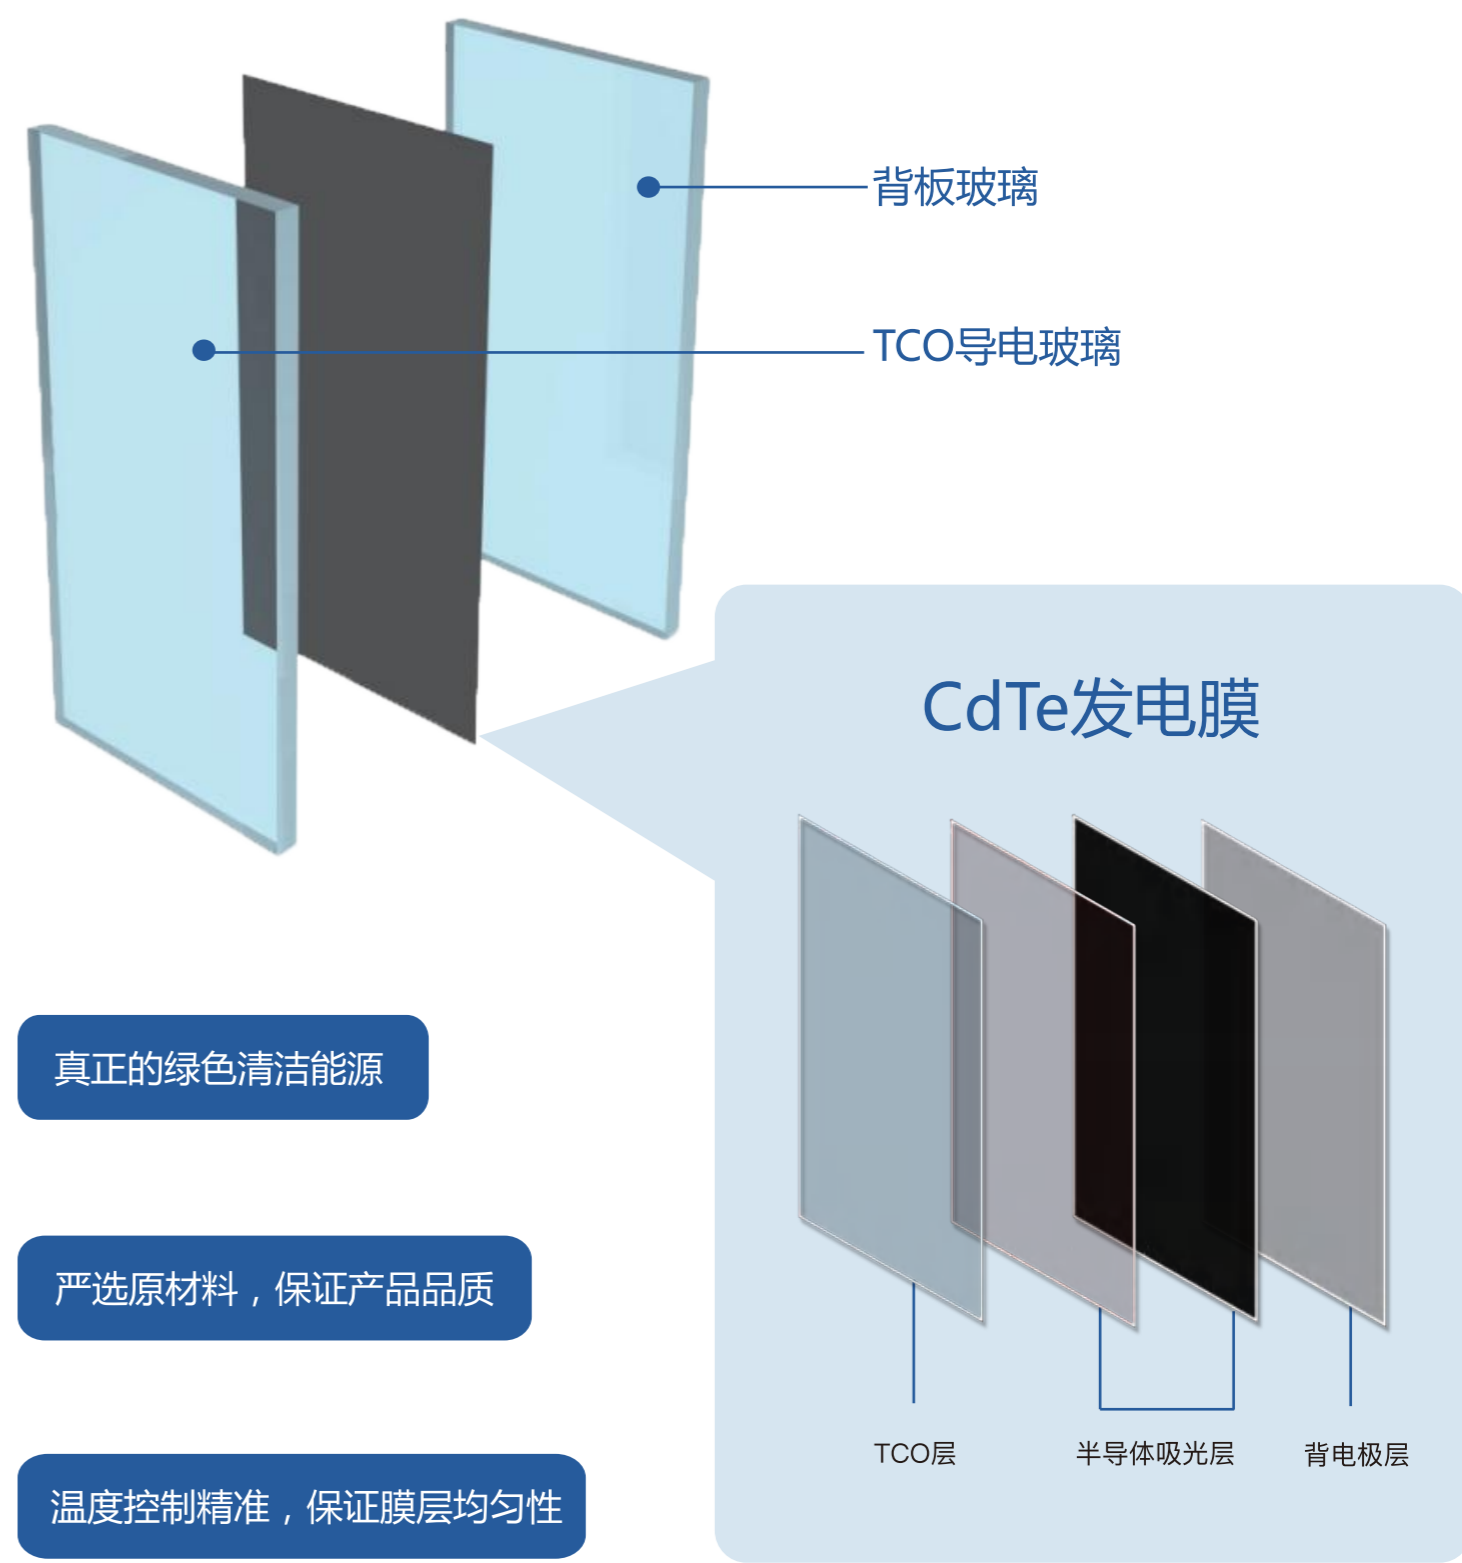 背板玻璃
TCO导电玻璃
CdTe发电膜
TCO层
半导体吸光层
背电极层
真正的绿色清洁能源
严选原材料，保证产品品质
温度控制精准，保证膜层均匀性